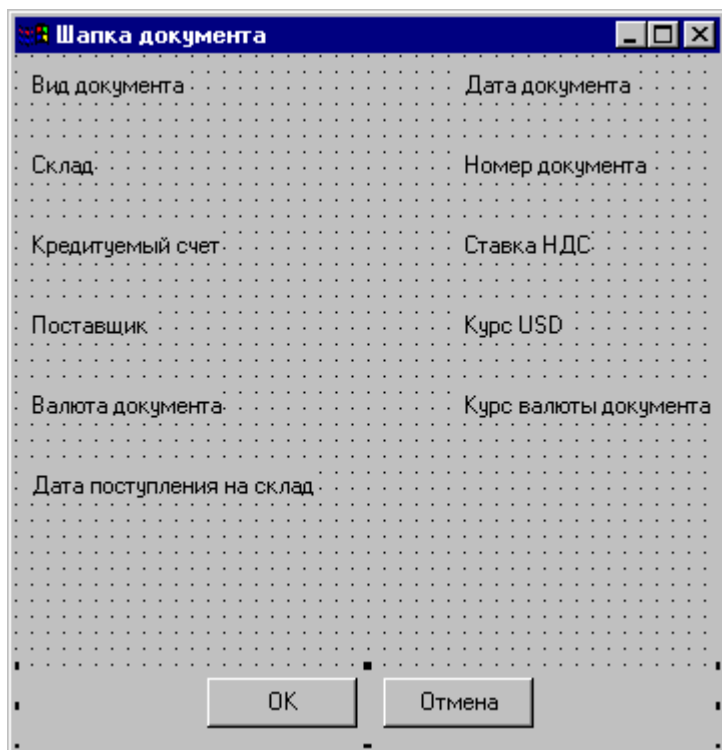 Шапка документа
Вид документа Дата документа
Склад Номер документа
Кредитуемый счет Ставка НДС
Поставщик Курс USD
Валюта документа Курс валюты документа
Дата поступления на склад
OK Отмена